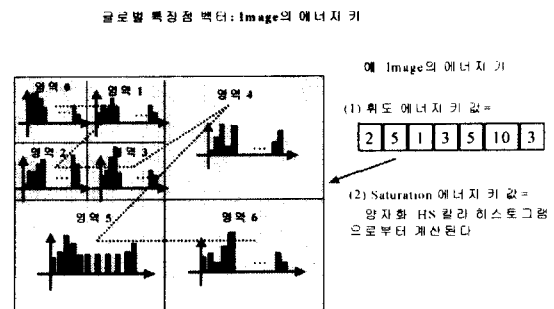 글로벌 특징점 벡터: Image의 에너지 키
예 Image의 에너지 키
영역 0
영역 1
영역 4
(1) 휘도 에너지 키 값=
2 5 1 3 5 10 3
영역 2
영역 3
(2) Saturation 에너지 키 값=
양자화 HS 칼라 히스토그램
으로부터 계산된다
영역 5
영역 6